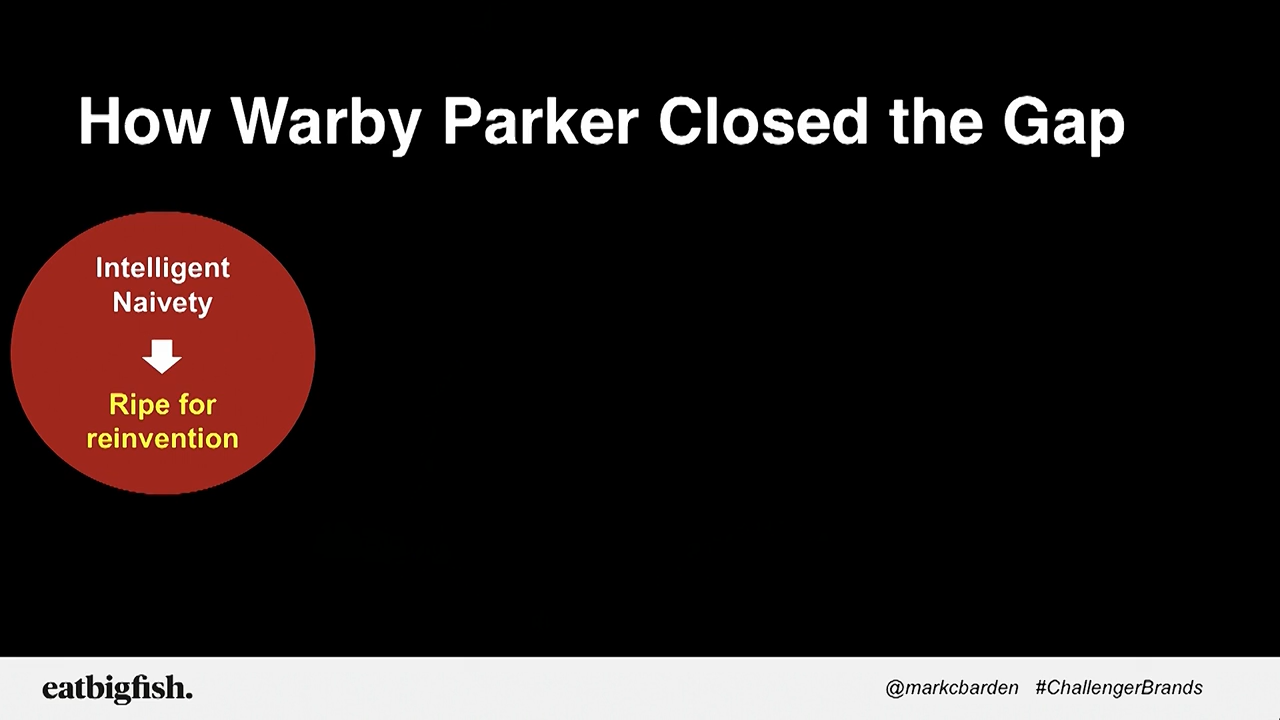 How Warby Parker Closed the Gap
Intelligent
Naivety
Ripe for
reinvention
eatbigfish.
@markcbarden #ChallengerBrands